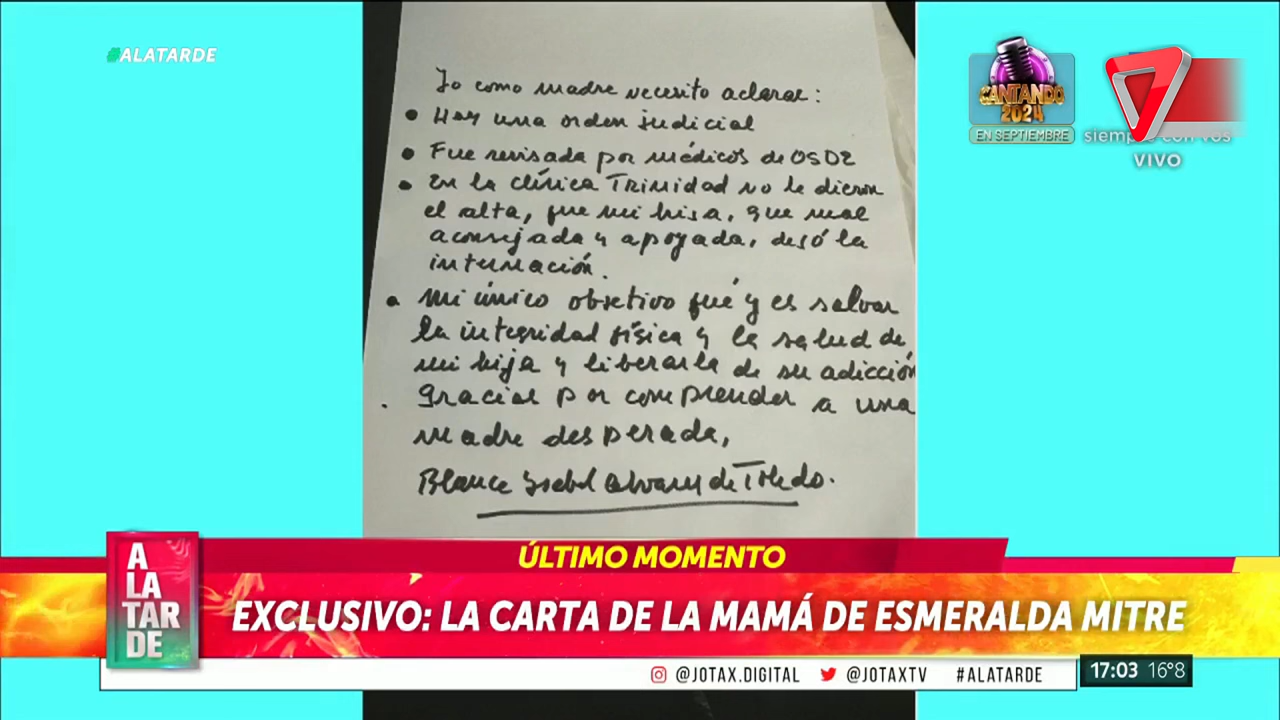 #ALATARDE
CANTANDO
2024
EN SEPTIEMBRE
siempre con vos
VIVO
Yo como madre necesito aclarar:
• Hay una orden judicial
• Fue revisada por médicos de OSDE
• En la clínica Trinidad no le dieron
el alta, fue mi hija, que mal
aconsejada y apoyada, dejó la
internación.
• Mi único objetivo fué y es salvar
la integridad física y la salud de
mi hija y liberarla de su adicción
. Gracias por comprender a una
madre desperada,
Blanca Isabel Alvarez de Toledo.
A
LA
TAR
DE
ÚLTIMO MOMENTO
EXCLUSIVO: LA CARTA DE LA MAMÁ DE ESMERALDA MITRE
@JOTAX.DIGITAL @JOTAXTV #ALATARDE
17:03 16°8